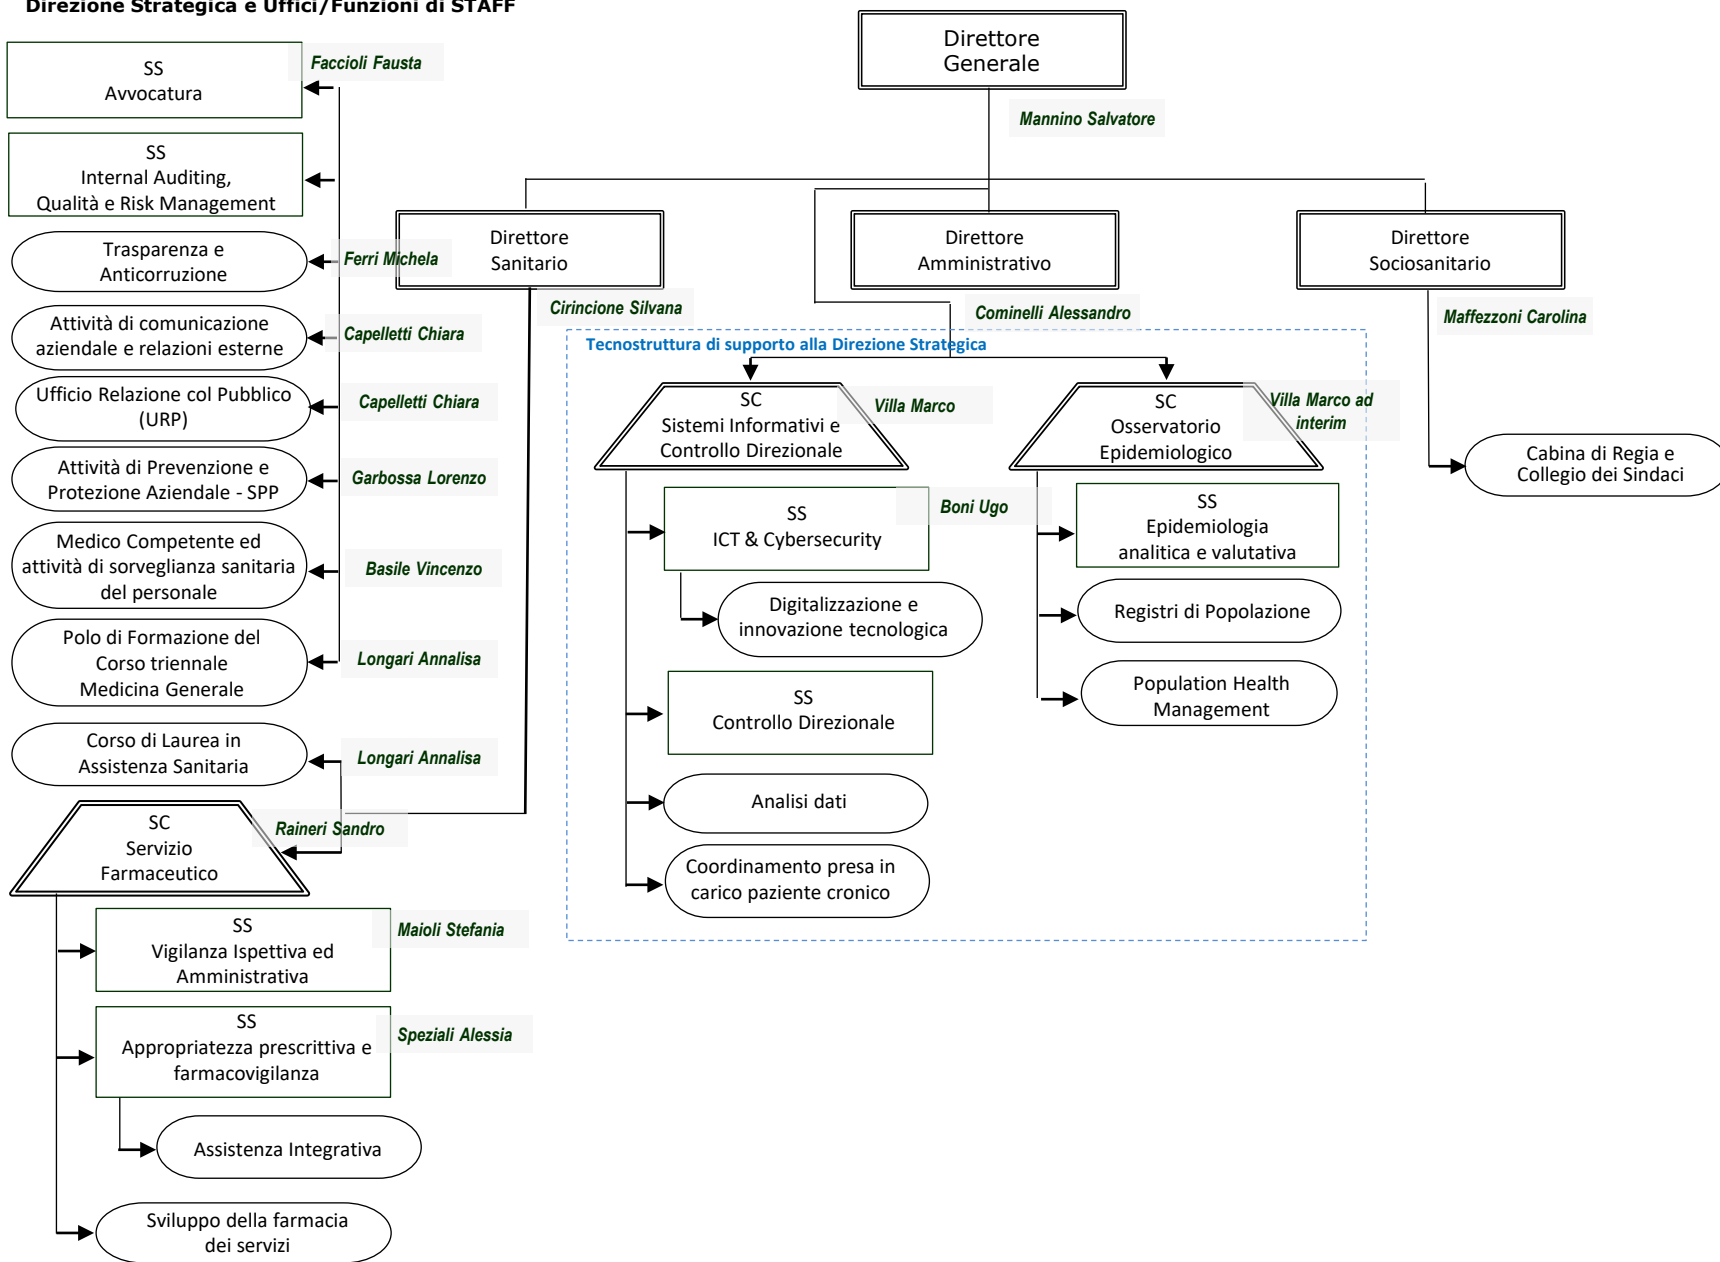 Direzione Strategica e Uffici/Funzioni di STAFF
Direttore
Generale
Mannino Salvatore
SS
Avvocatura
Faccioli Fausta
SS
Internal Auditing,
Qualità e Risk Management
Trasparenza e
Anticorruzione
Ferri Michela
Attività di comunicazione
aziendale e relazioni esterne
Capelletti Chiara
Ufficio Relazione col Pubblico
(URP)
Capelletti Chiara
Attività di Prevenzione e
Protezione Aziendale - SPP
Garbossa Lorenzo
Medico Competente ed
attività di sorveglianza sanitaria
del personale
Basile Vincenzo
Polo di Formazione del
Corso triennale
Medicina Generale
Longari Annalisa
Direttore
Sanitario
Cirincione Silvana
Direttore
Amministrativo
Cominelli Alessandro
Direttore
Sociosanitario
Maffezzoni Carolina
Corso di Laurea in
Assistenza Sanitaria
Longari Annalisa
SC
Servizio
Farmaceutico
Raineri Sandro
SS
Vigilanza Ispettiva ed
Amministrativa
Maioli Stefania
SS
Appropriatezza prescrittiva e
farmacovigilanza
Speziali Alessia
Assistenza Integrativa
Sviluppo della farmacia
dei servizi
Tecnostruttura di supporto alla Direzione Strategica
SC
Sistemi Informativi e
Controllo Direzionale
Villa Marco
SS
ICT & Cybersecurity
Boni Ugo
Digitalizzazione e
innovazione tecnologica
SS
Controllo Direzionale
Analisi dati
Coordinamento presa in
carico paziente cronico
SC
Osservatorio
Epidemiologico
Villa Marco ad
interim
SS
Epidemiologia
analitica e valutativa
Registri di Popolazione
Population Health
Management
Cabina di Regia e
Collegio dei Sindaci